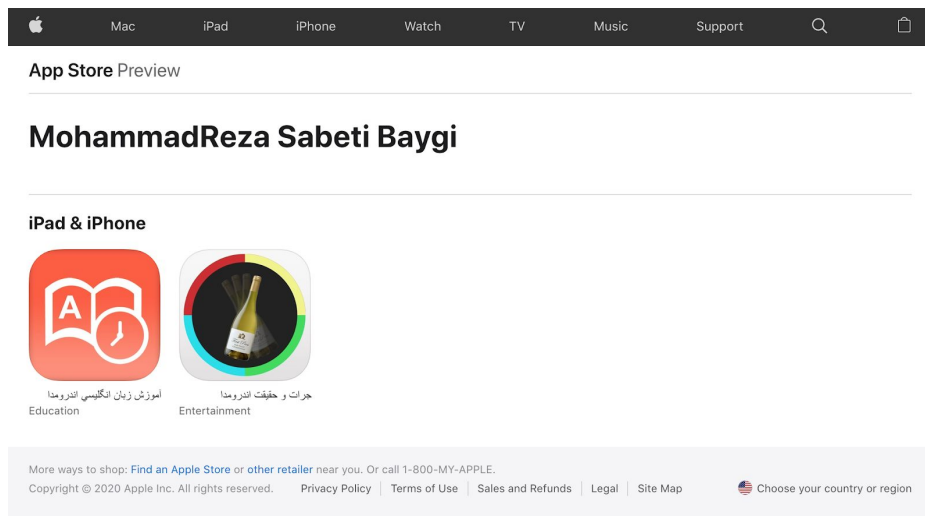 Mac iPad iPhone Watch TV Music Support
App Store Preview
MohammadReza Sabeti Baygi
iPad & iPhone
A
آموزش زبان انگليسي اندرومدا
Education
جرات و حقیقت اندرومدا
Entertainment
More ways to shop: Find an Apple Store or other retailer near you. Or call 1-800-MY-APPLE.
Copyright © 2020 Apple Inc. All rights reserved. Privacy Policy Terms of Use Sales and Refunds Legal Site Map Choose your country or region